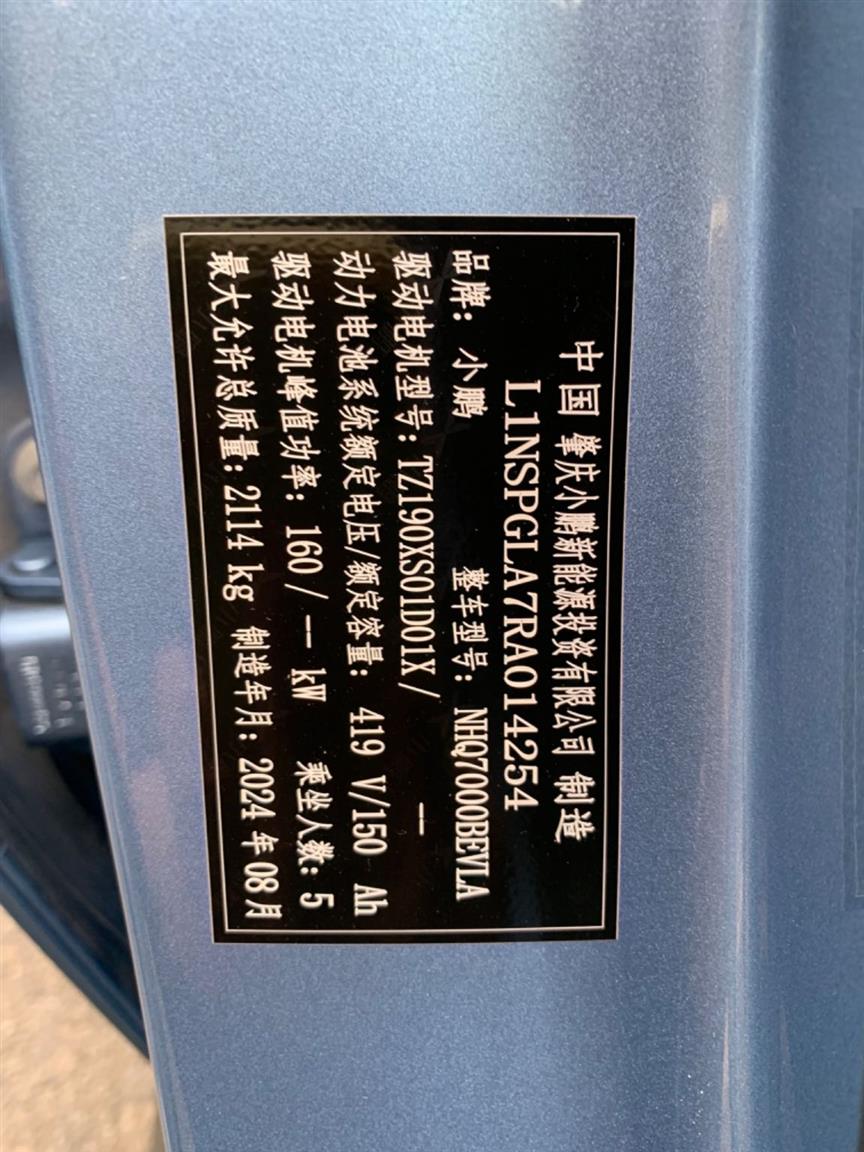 中国 肇庆小鹏新能源投资有限公司 制造
L1NSPGLA7RA014254
品牌: 小鹏 整车型号: NHQ7000BEVLA
驱动电机型号: TZ190XS01D01X/ --
动力电池系统额定电压/额定容量: 419 V/150 Ah
驱动电机峰值功率: 160/ -- kW 乘坐人数: 5
最大允许总质量: 2114 kg 制造年月: 2024 年 08月